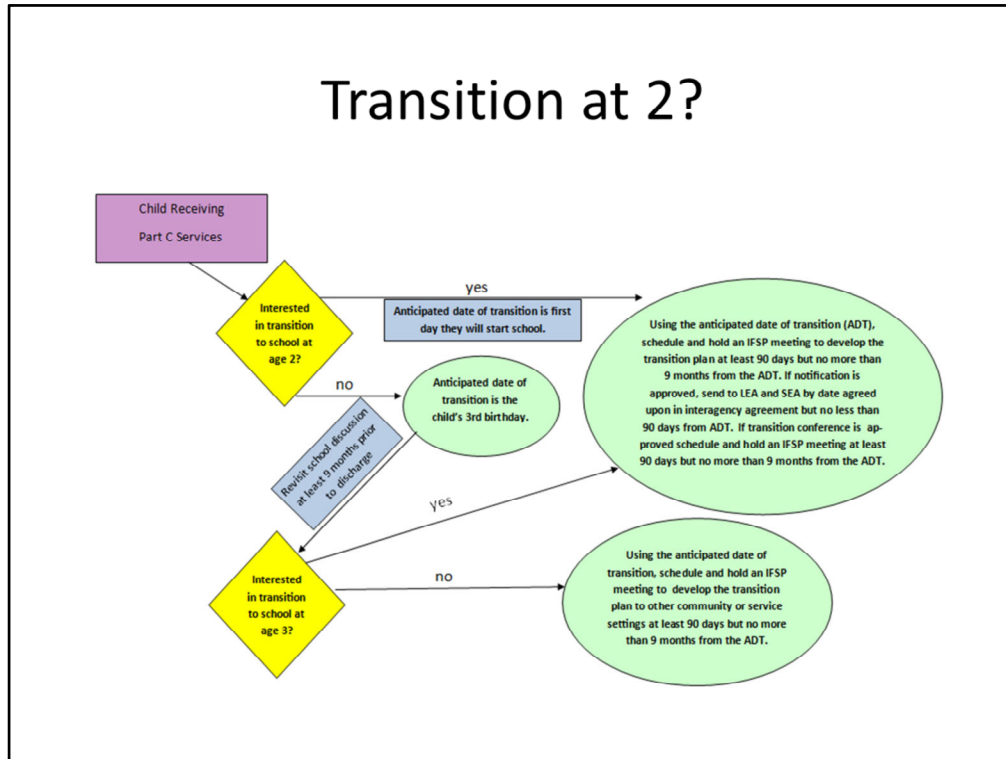 Transition at 2?
Child Receiving
Part C Services
Interested
in transition
to school at
age 2?
yes
Anticipated date of transition is first
day they will start school.
Using the anticipated date of transition (ADT),
schedule and hold an IFSP meeting to develop the
transition plan at least 90 days but no more than
9 months from the ADT. If notification is
approved, send to LEA and SEA by date agreed
upon in interagency agreement but no less than
90 days from ADT. If transition conference is ap-
proved schedule and hold an IFSP meeting at least
90 days but no more than 9 months from the ADT.
no
Anticipated date of
transition is the
child's 3rd birthday.
Revisit school discussion
at least 9 months prior
to discharge
yes
Interested
in transition
to school at
age 3?
no
Using the anticipated date of
transition, schedule and hold an IFSP
meeting to develop the transition
plan to other community or service
settings at least 90 days but no more
than 9 months from the ADT.